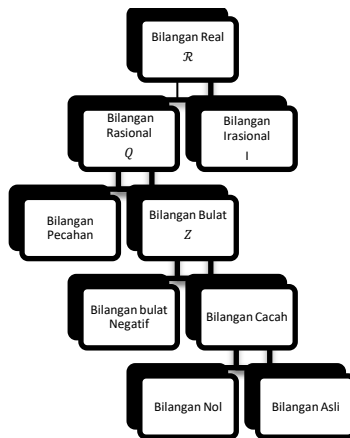 Bilangan Real
ℛ
Bilangan
Rasional
Q
Bilangan
Irasional
I
Bilangan
Pecahan
Bilangan Bulat
Z
Bilangan bulat
Negatif
Bilangan Cacah
Bilangan Nol
Bilangan Asli